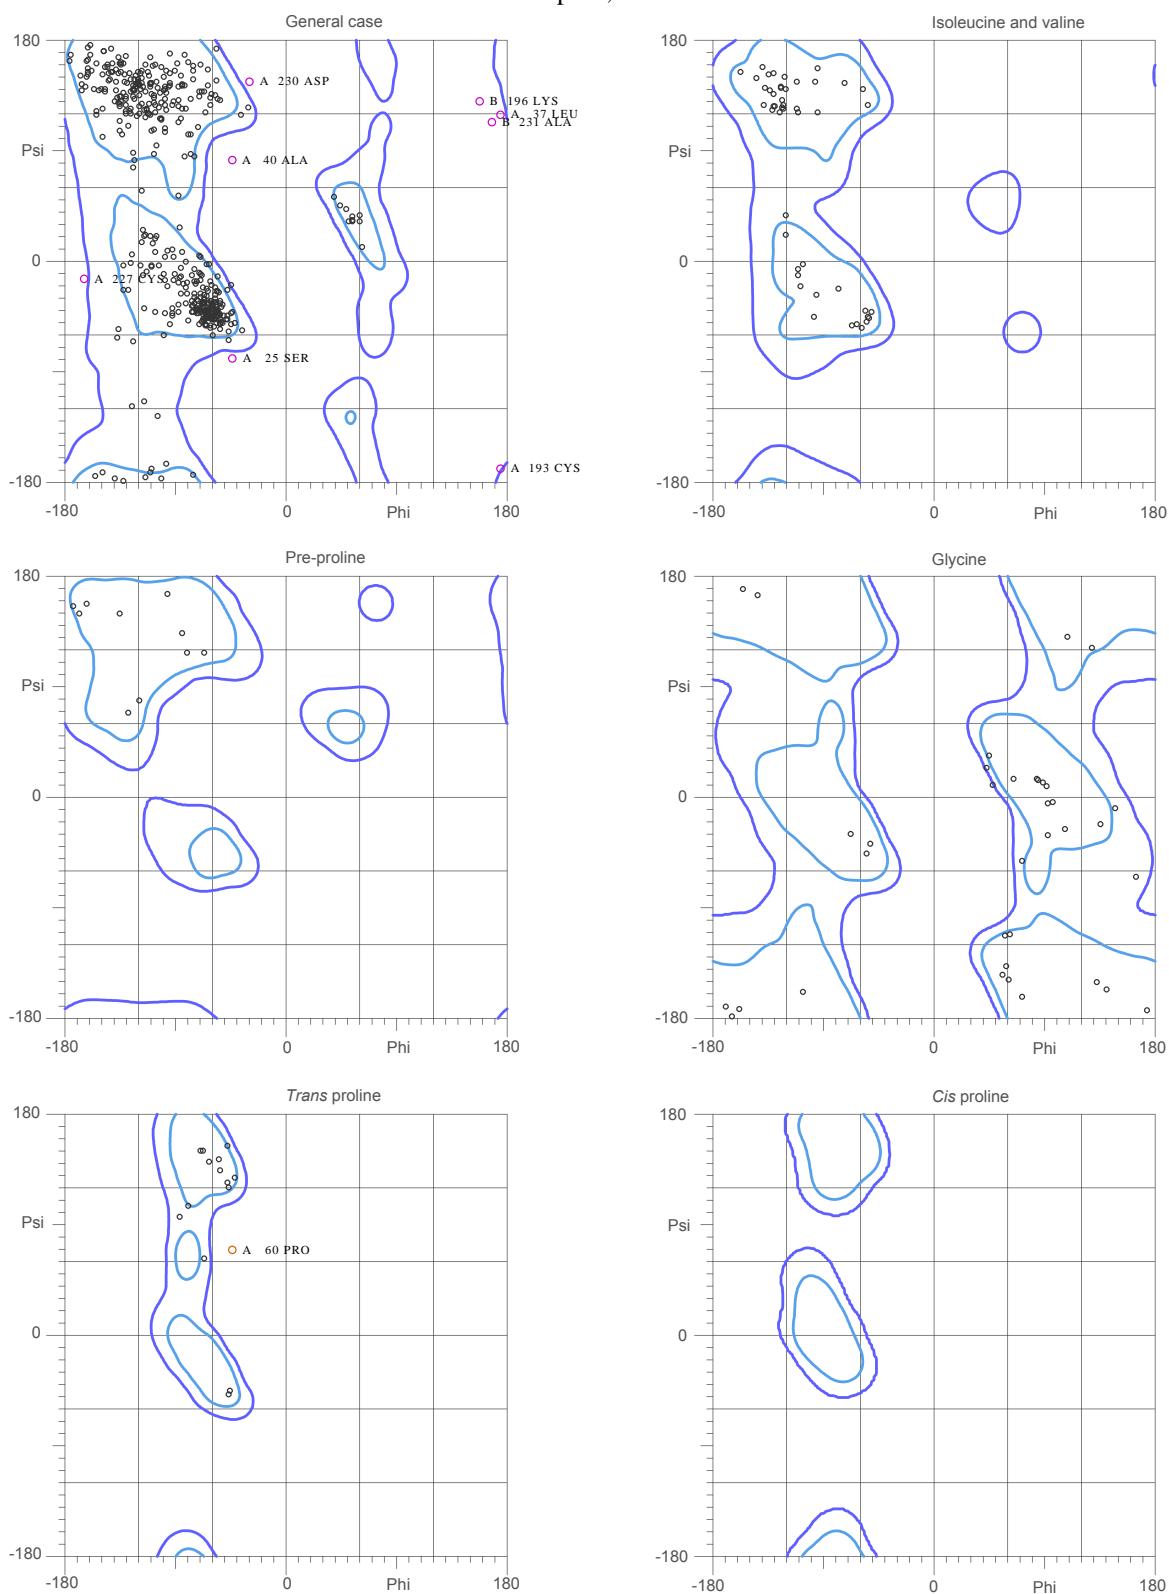 General case
Isoleucine and valine
180
A 230 ASP
B 196 LYS
A 37 LEU
B 231 ALA
Psi
A 40 ALA
0
A 227 CYS
A 25 SER
A 193 CYS
-180
-180
0
Phi
180
180
Psi
0
-180
-180
0
Phi
180
Pre-proline
Glycine
180
Psi
0
-180
-180
0
Phi
180
180
Psi
0
-180
-180
0
Phi
180
Trans proline
Cis proline
180
Psi
A 60 PRO
0
-180
-180
0
Phi
180
180
Psi
0
-180
-180
0
Phi
180